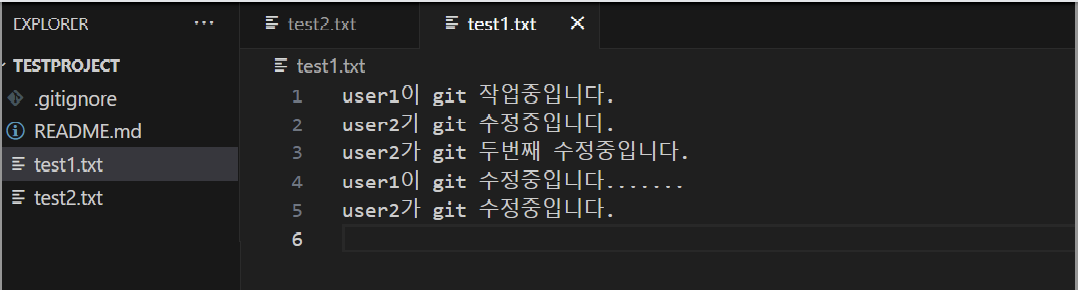 EXPLORER ...
TESTPROJECT
.gitignore
README.md
test1.txt
test2.txt
test2.txt test1.txt
test1.txt
1 user1이 git 작업중입니다.
2 user2기 git 수정중입니디.
3 user2가 git 두번째 수정중입니다.
4 user1이 git 수정중입니다.......
5 user2가 git 수정중입니다.
6